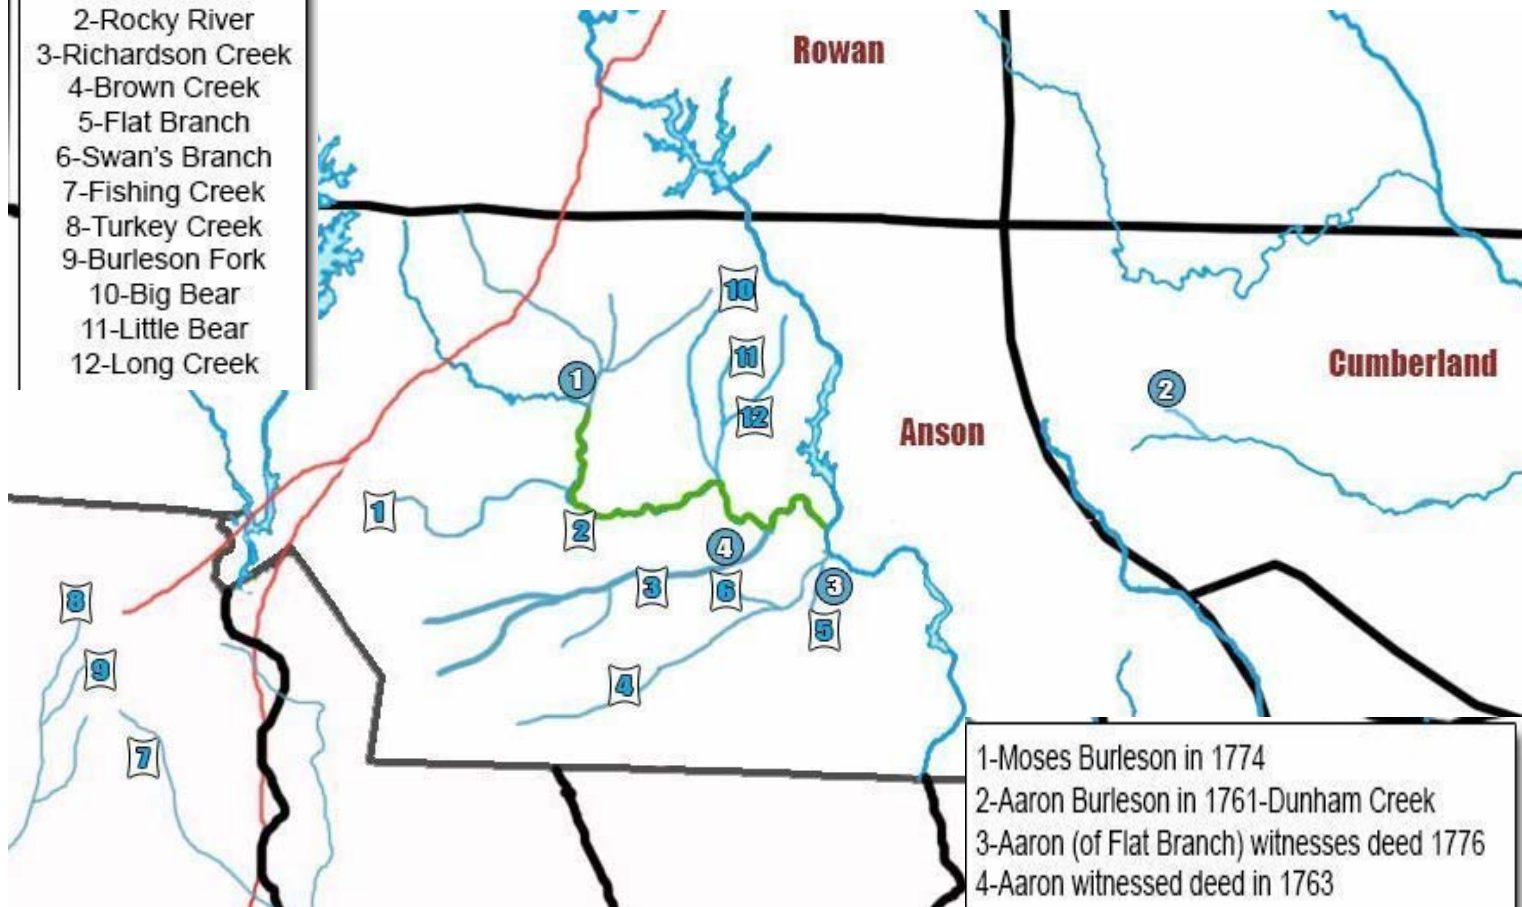 2-Rocky River
3-Richardson Creek
4-Brown Creek
5-Flat Branch
6-Swan's Branch
7-Fishing Creek
8-Turkey Creek
9-Burleson Fork
10-Big Bear
11-Little Bear
12-Long Creek
Rowan
10
11
1
Cumberland
2
12
Anson
1
2
4
3
6
3
8
5
9
4
7
1-Moses Burleson in 1774
2-Aaron Burleson in 1761-Dunham Creek
3-Aaron (of Flat Branch) witnesses deed 1776
4-Aaron witnessed deed in 1763